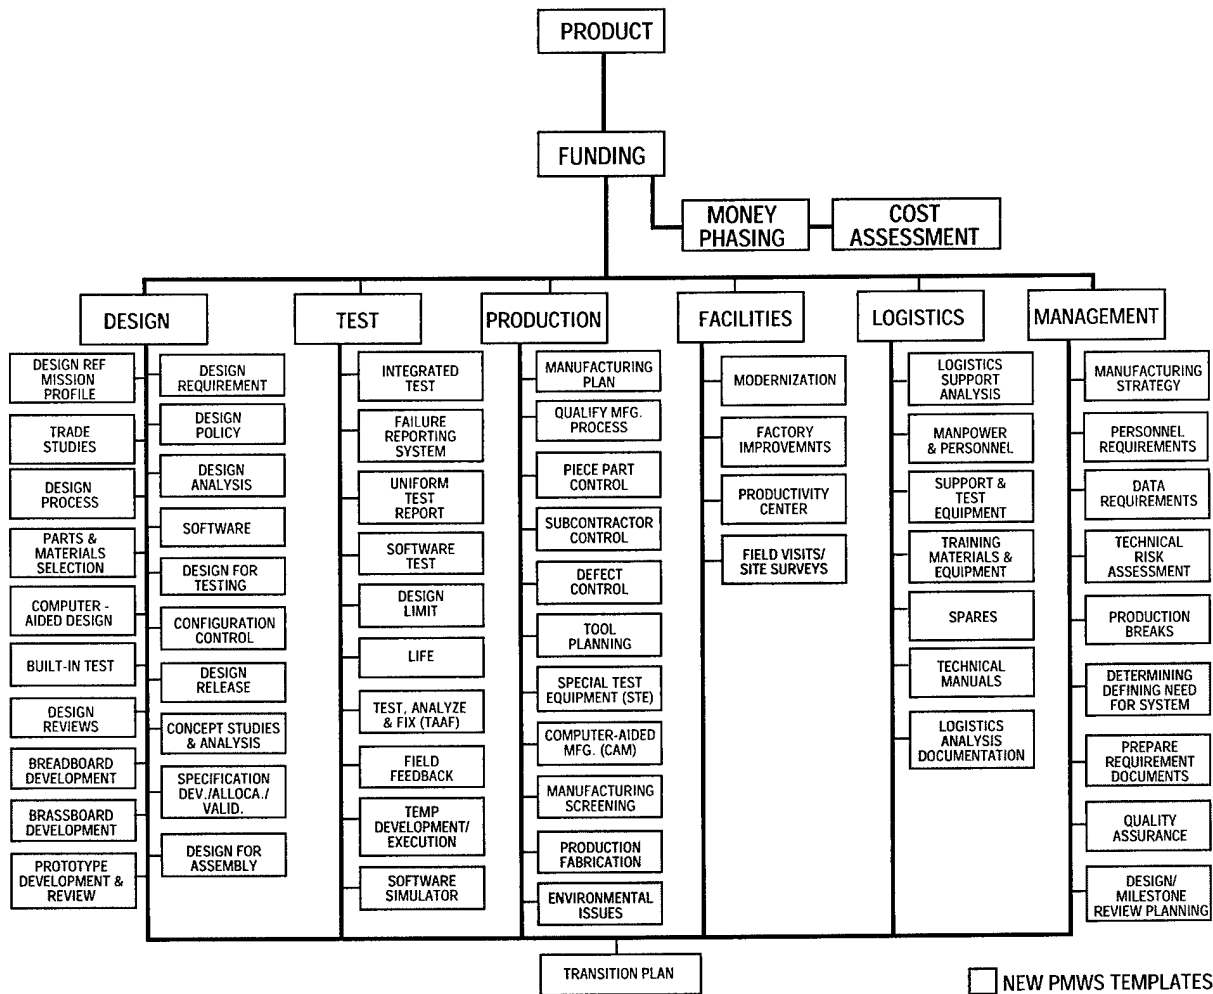 PRODUCT
FUNDING
MONEY
PHASING
COST
ASSESSMENT
DESIGN
TEST
PRODUCTION
FACILITIES
LOGISTICS
MANAGEMENT
DESIGN REF
MISSION
PROFILE
TRADE
STUDIES
DESIGN
PROCESS
PARTS &
MATERIALS
SELECTION
COMPUTER -
AIDED DESIGN
BUILT-IN TEST
DESIGN
REVIEWS
BREADBOARD
DEVELOPMENT
BRASSBOARD
DEVELOPMENT
PROTOTYPE
DEVELOPMENT &
REVIEW
DESIGN
REQUIREMENT
DESIGN
POLICY
DESIGN
ANALYSIS
SOFTWARE
DESIGN FOR
TESTING
CONFIGURATION
CONTROL
DESIGN
RELEASE
CONCEPT STUDIES
& ANALYSIS
SPECIFICATION
DEV./ALLOCA./
VALID.
DESIGN FOR
ASSEMBLY
INTEGRATED
TEST
FAILURE
REPORTING
SYSTEM
UNIFORM
TEST
REPORT
SOFTWARE
TEST
DESIGN
LIMIT
LIFE
TEST, ANALYZE
& FIX (TAAF)
FIELD
FEEDBACK
TEMP
DEVELOPMENT/
EXECUTION
SOFTWARE
SIMULATOR
MANUFACTURING
PLAN
QUALIFY MFG.
PROCESS
PIECE PART
CONTROL
SUBCONTRACTOR
CONTROL
DEFECT
CONTROL
TOOL
PLANNING
SPECIAL TEST
EQUIPMENT (STE)
COMPUTER-AIDED
MFG. (CAM)
MANUFACTURING
SCREENING
PRODUCTION
FABRICATION
ENVIRONMENTAL
ISSUES
MODERNIZATION
FACTORY
IMPROVEMNTS
PRODUCTIVITY
CENTER
FIELD VISITS/
SITE SURVEYS
LOGISTICS
SUPPORT
ANALYSIS
MANPOWER
& PERSONNEL
SUPPORT &
TEST
EQUIPMENT
TRAINING
MATERIALS &
EQUIPMENT
SPARES
TECHNICAL
MANUALS
LOGISTICS
ANALYSIS
DOCUMENTATION
MANUFACTURING
STRATEGY
PERSONNEL
REQUIREMENTS
DATA
REQUIREMENTS
TECHNICAL
RISK
ASSESSMENT
PRODUCTION
BREAKS
DETERMINING
DEFINING NEED
FOR SYSTEM
PREPARE
REQUIREMENT
DOCUMENTS
QUALITY
ASSURANCE
DESIGN/
MILESTONE
REVIEW PLANNING
TRANSITION PLAN
NEW PMWS TEMPLATES